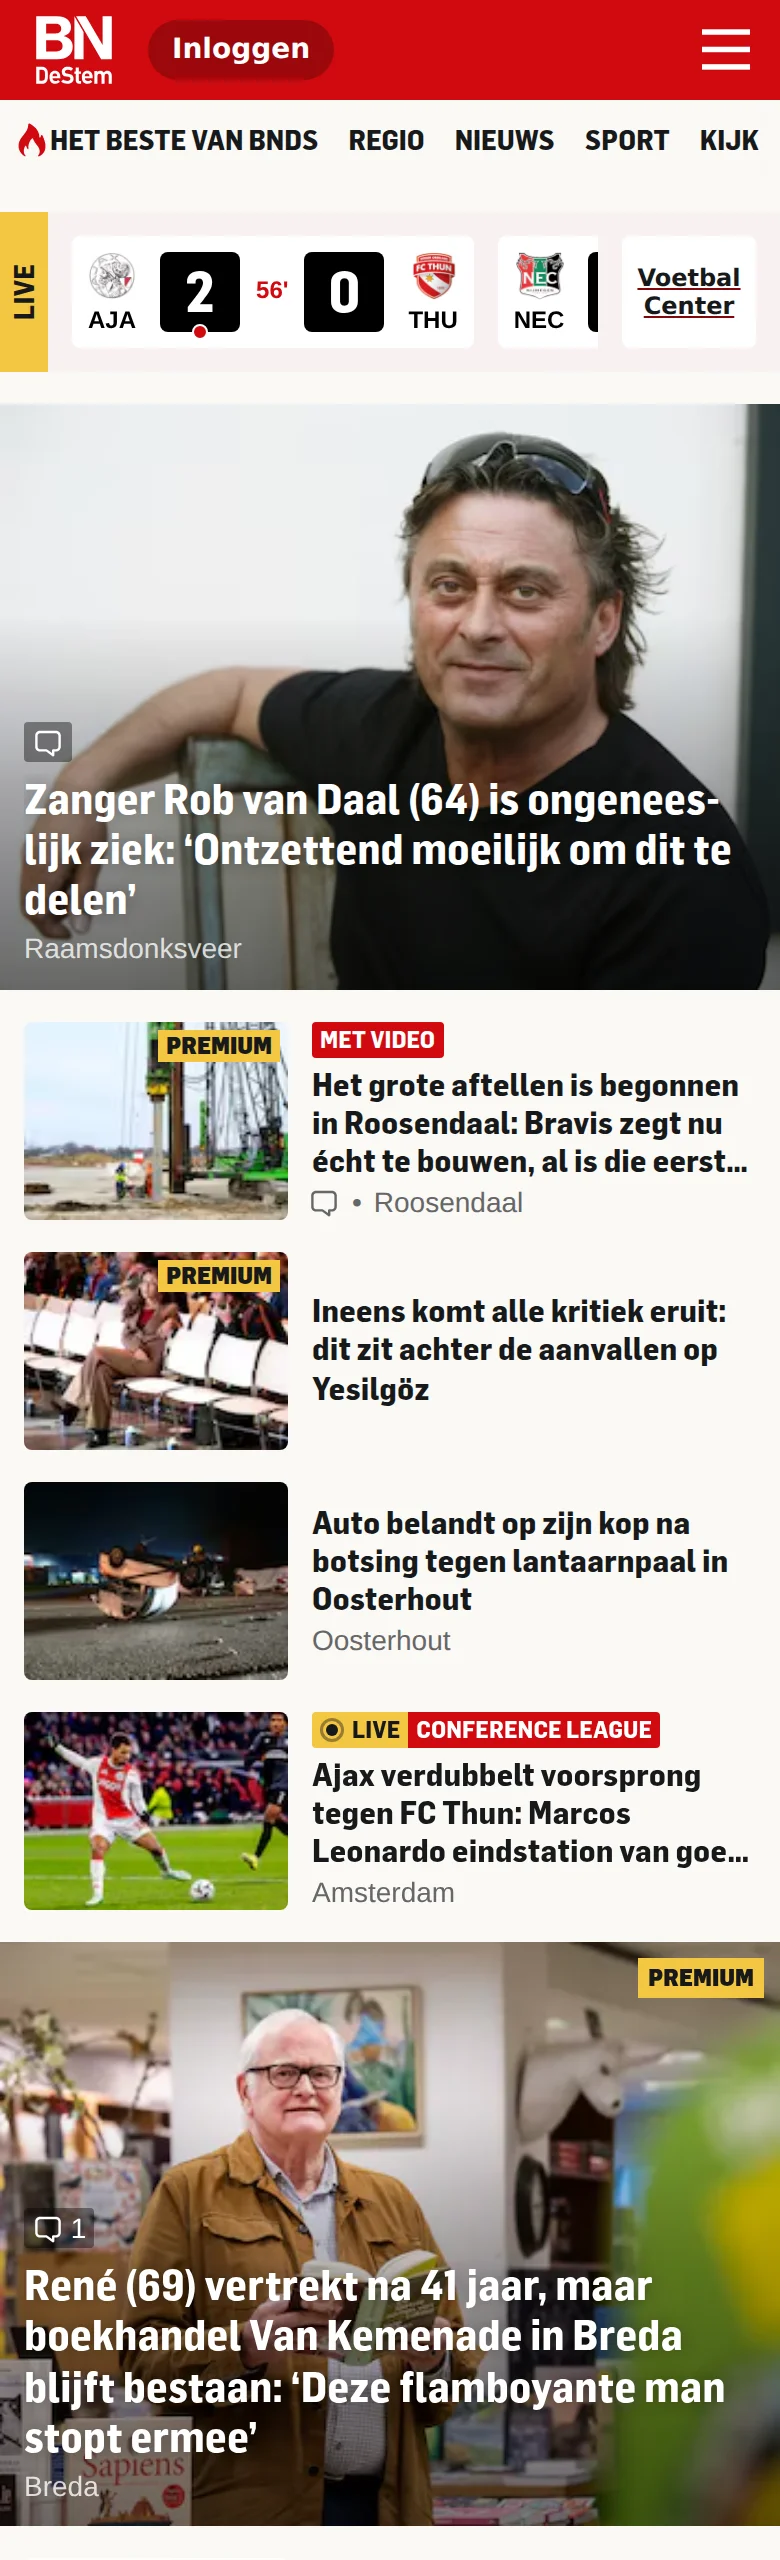 BN
DeStem
Inloggen
HET BESTE VAN BNDS REGIO NIEUWS SPORT KIJK
LIVE
AJA
2
56'
0
FC THUN
THU
NEC
NEC
Voetbal
Center
Zanger Rob van Daal (64) is ongenees-
lijk ziek: ‘Ontzettend moeilijk om dit te
delen’
Raamsdonksveer
PREMIUM
MET VIDEO
Het grote aftellen is begonnen
in Roosendaal: Bravis zegt nu
écht te bouwen, al is die eerst...
• Roosendaal
PREMIUM
Ineens komt alle kritiek eruit:
dit zit achter de aanvallen op
Yesilgöz
Auto belandt op zijn kop na
botsing tegen lantaarnpaal in
Oosterhout
Oosterhout
LIVE CONFERENCE LEAGUE
Ajax verdubbelt voorsprong
tegen FC Thun: Marcos
Leonardo eindstation van goe...
Amsterdam
PREMIUM
1
René (69) vertrekt na 41 jaar, maar
boekhandel Van Kemenade in Breda
blijft bestaan: ‘Deze flamboyante man
stopt ermee’
Sapiens
Breda